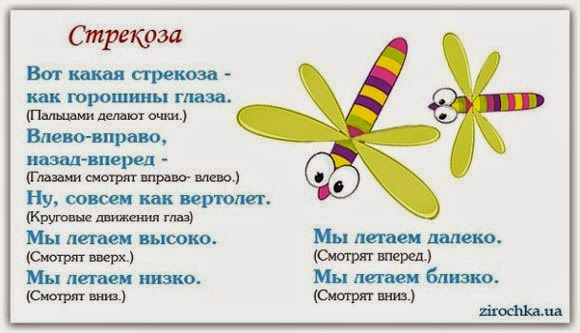 Стрекоза
Вот какая стрекоза -
как горошины глаза.
(Пальцами делают очки.)
Влево-вправо,
назад-вперед -
(Глазами смотрят вправо- влево.)
Ну, совсем как вертолет.
(Круговые движения глаз)
Мы летаем высоко.
(Смотрят вверх.)
Мы летаем низко.
(Смотрят вниз.)
Мы летаем далеко.
(Смотрят вперед.)
Мы летаем близко.
(Смотрят вниз.)
zirochka.ua